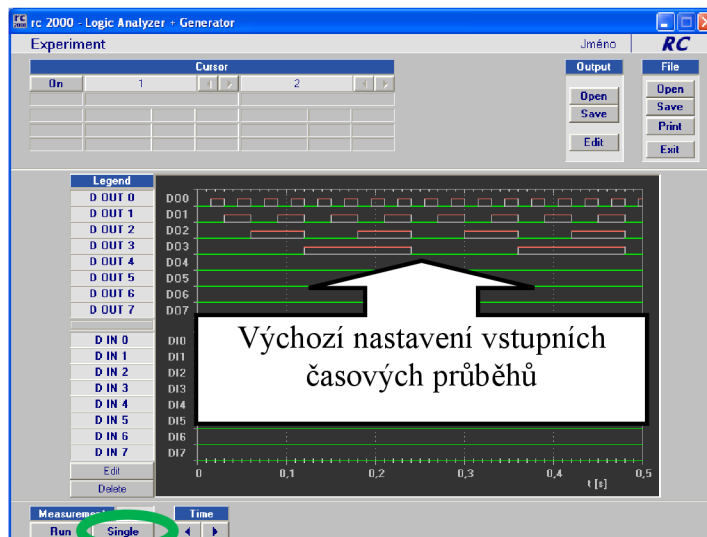 rc 2000 - Logic Analyzer + Generator
Experiment
Jméno
RC
Cursor
On 1 2
Output
Open
Save
Edit
File
Open
Save
Print
Exit
Legend
D OUT 0
D OUT 1
D OUT 2
D OUT 3
D OUT 4
D OUT 5
D OUT 6
D OUT 7
D IN 0
D IN 1
D IN 2
D IN 3
D IN 4
D IN 5
D IN 6
D IN 7
Edit
Delete
DO0
DO1
DO2
DO3
DO4
DO5
DO6
DO7
DI0
DI1
DI2
DI3
DI4
DI5
DI6
DI7
Výchozí nastavení vstupních
časových průběhů
0 0,1 0,2 0,3 0,4 0,5
t [s]
Measurement
Run Single
Time